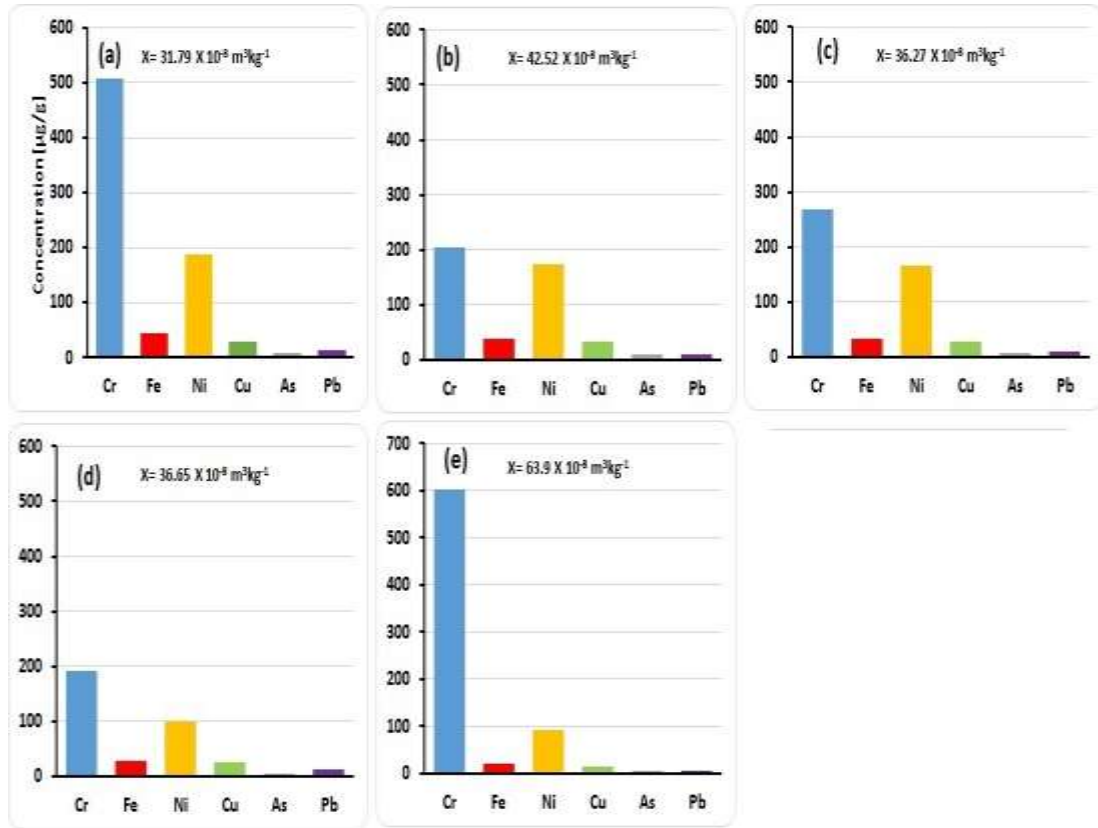 (a)
X= 31.79 X 10⁻⁸ m³kg⁻¹
Concentration [µg/g]
600
500
400
300
200
100
0
Cr Fe Ni Cu As Pb
(b)
X= 42.52 X 10⁻⁸ m³kg⁻¹
600
500
400
300
200
100
0
Cr Fe Ni Cu As Pb
(c)
X= 36.27 X 10⁻⁸ m³kg⁻¹
600
500
400
300
200
100
0
Cr Fe Ni Cu As Pb
(d)
X= 36.65 X 10⁻⁸ m³kg⁻¹
600
500
400
300
200
100
0
Cr Fe Ni Cu As Pb
(e)
X= 63.9 X 10⁻⁸ m³kg⁻¹
700
600
500
400
300
200
100
0
Cr Fe Ni Cu As Pb